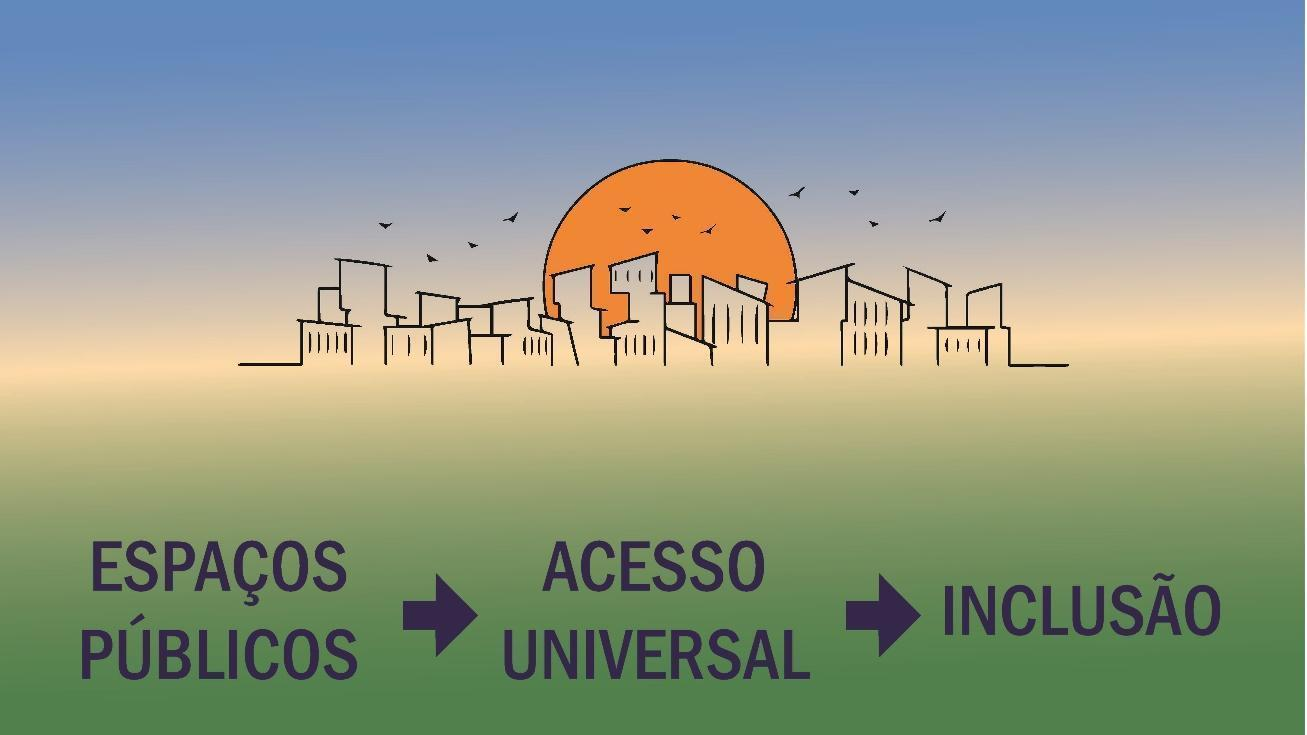 ESPAÇOS
PÚBLICOS
ACESSO
UNIVERSAL
INCLUSÃO